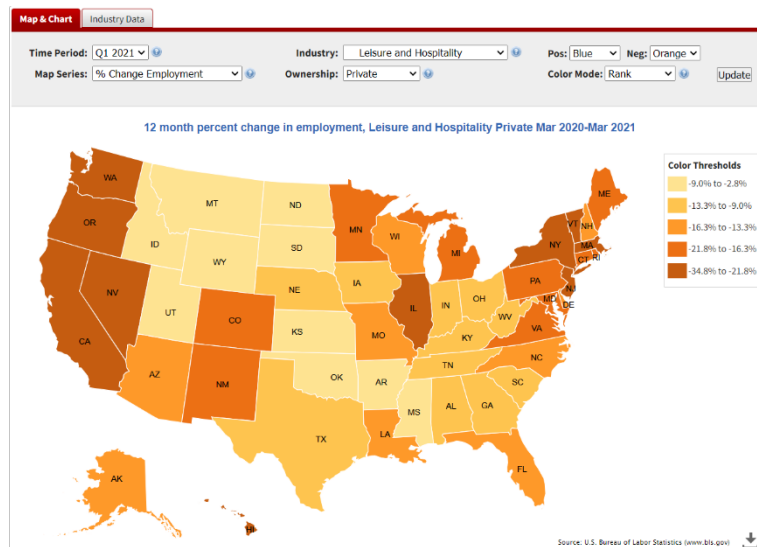 Map & Chart Industry Data
Time Period: Q1 2021 Industry: Leisure and Hospitality Pos: Blue Neg: Orange
Map Series: % Change Employment Ownership: Private Color Mode: Rank Update
12 month percent change in employment, Leisure and Hospitality Private Mar 2020-Mar 2021
Color Thresholds
-9.0% to -2.8%
-13.3% to -9.0%
-16.3% to -13.3%
-21.8% to -16.3%
-34.8% to -21.8%
WA
MT
ND
MN
ME
OR
ID
SD
WI
MI
VT
NH
NY
MA
WY
CT
RI
NV
NE
IA
PA
NJ
UT
CO
IL
IN
OH
MD
DE
CA
KS
MO
WV
VA
KY
AZ
NM
OK
AR
TN
NC
SC
MS
AL
GA
TX
LA
FL
AK
HI
Source: U.S. Bureau of Labor Statistics (www.bls.gov)